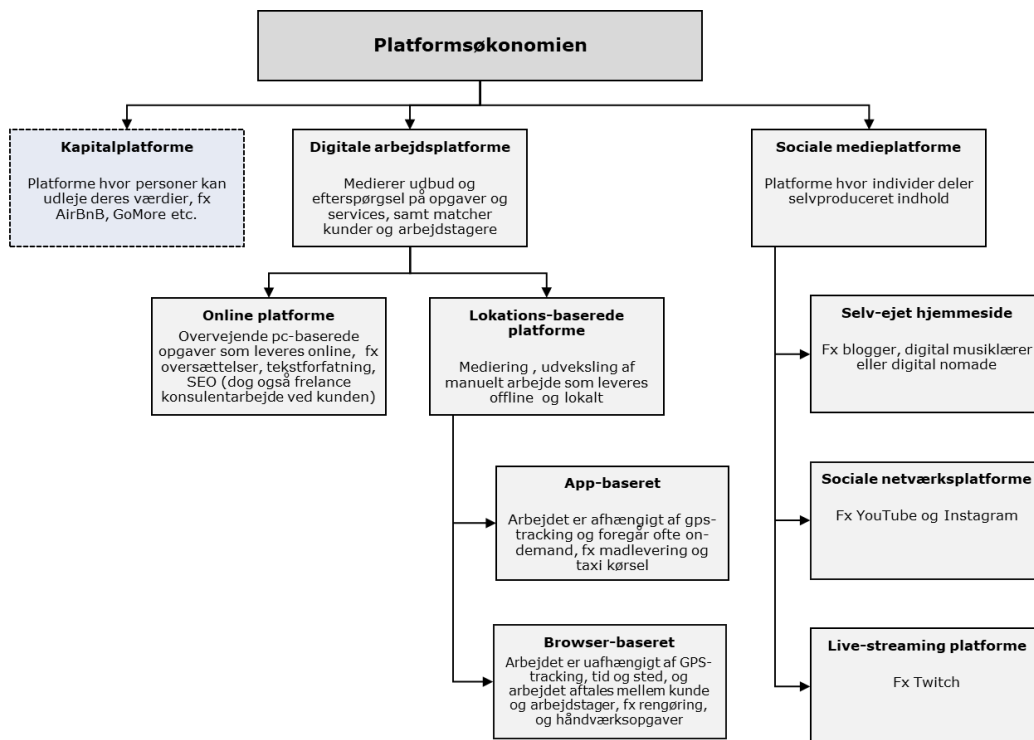 Platformsøkonomien
Kapitalplatforme
Platforme hvor personer kan
udleje deres værdier, fx
AirBnB, GoMore etc.
Digitale arbejdsplatforme
Medierer udbud og
efterspørgsel på opgaver og
services, samt matcher
kunder og arbejdstagere
Sociale medieplatforme
Platforme hvor individer deler
selvproduceret indhold
Online platforme
Overvejende pc-baserede
opgaver som leveres online, fx
oversættelser, tekstforfatning,
SEO (dog også frelance
konsulentarbejde ved kunden)
Lokations-baserede
platforme
Mediering , udveksling af
manuelt arbejde som leveres
offline og lokalt
App-baseret
Arbejdet er afhængigt af gps-
tracking og foregår ofte on-
demand, fx madlevering og
taxi kørsel
Browser-baseret
Arbejdet er uafhængigt af GPS-
tracking, tid og sted, og
arbejdet aftales mellem kunde
og arbejdstager, fx rengøring,
og håndværksopgaver
Selv-ejet hjemmeside
Fx blogger, digital musiklærer
eller digital nomade
Sociale netværksplatforme
Fx YouTube og Instagram
Live-streaming platforme
Fx Twitch